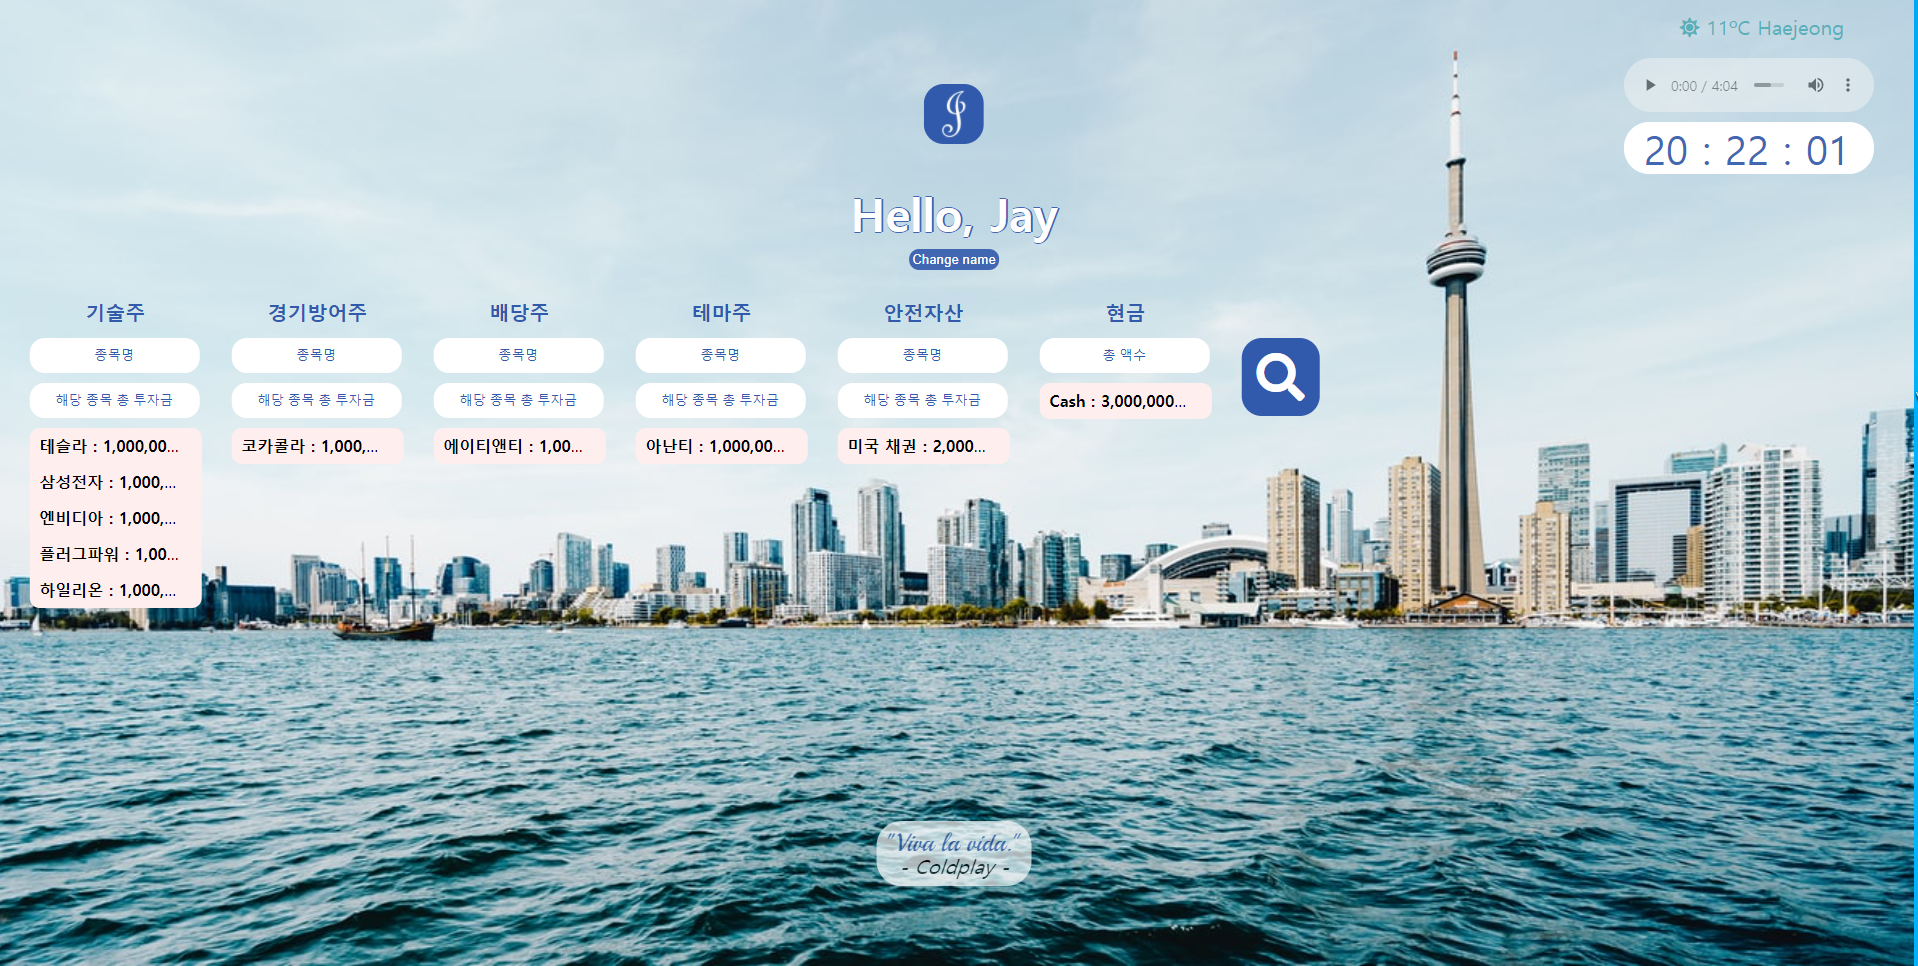 11ºC Haejeong
0:00 / 4:04
20 : 22 : 01
Hello, Jay
Change name
기술주
종목명
해당 종목 총 투자금
테슬라 : 1,000,00...
삼성전자 : 1,000,...
엔비디아 : 1,000,...
플러그파워 : 1,00...
하일리온 : 1,000,...
경기방어주
종목명
해당 종목 총 투자금
코카콜라 : 1,000,...
배당주
종목명
해당 종목 총 투자금
에이티앤티 : 1,00...
테마주
종목명
해당 종목 총 투자금
아난티 : 1,000,00...
안전자산
종목명
해당 종목 총 투자금
미국 채권 : 2,000...
현금
총 액수
Cash : 3,000,000...
"Viva la vida."
- Coldplay -